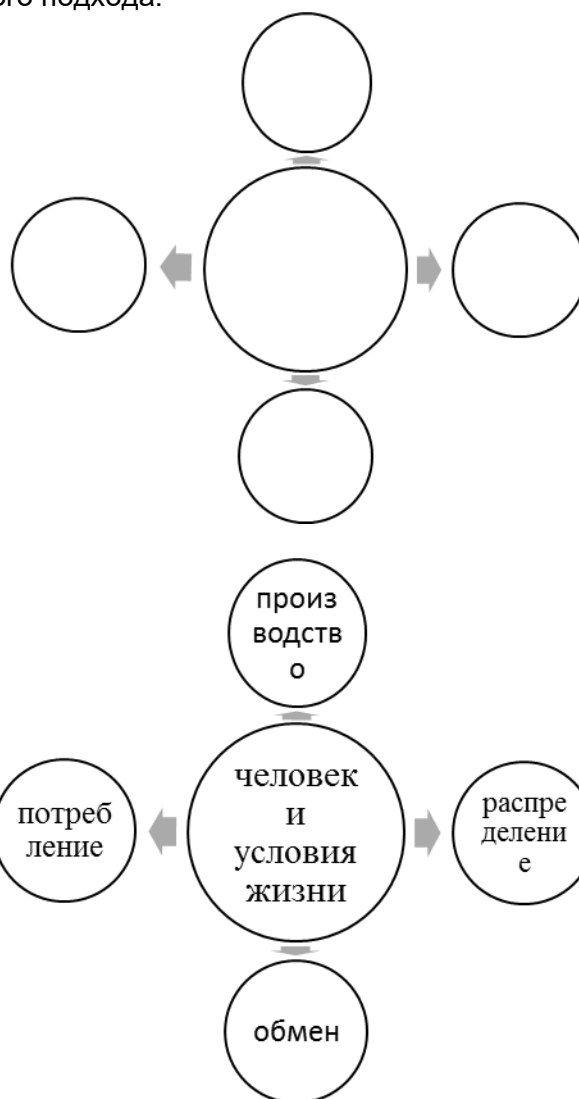 ого подхода.
произ
водств
о
потреб
ление
человек
и
условия
жизни
распре
делени
е
обмен